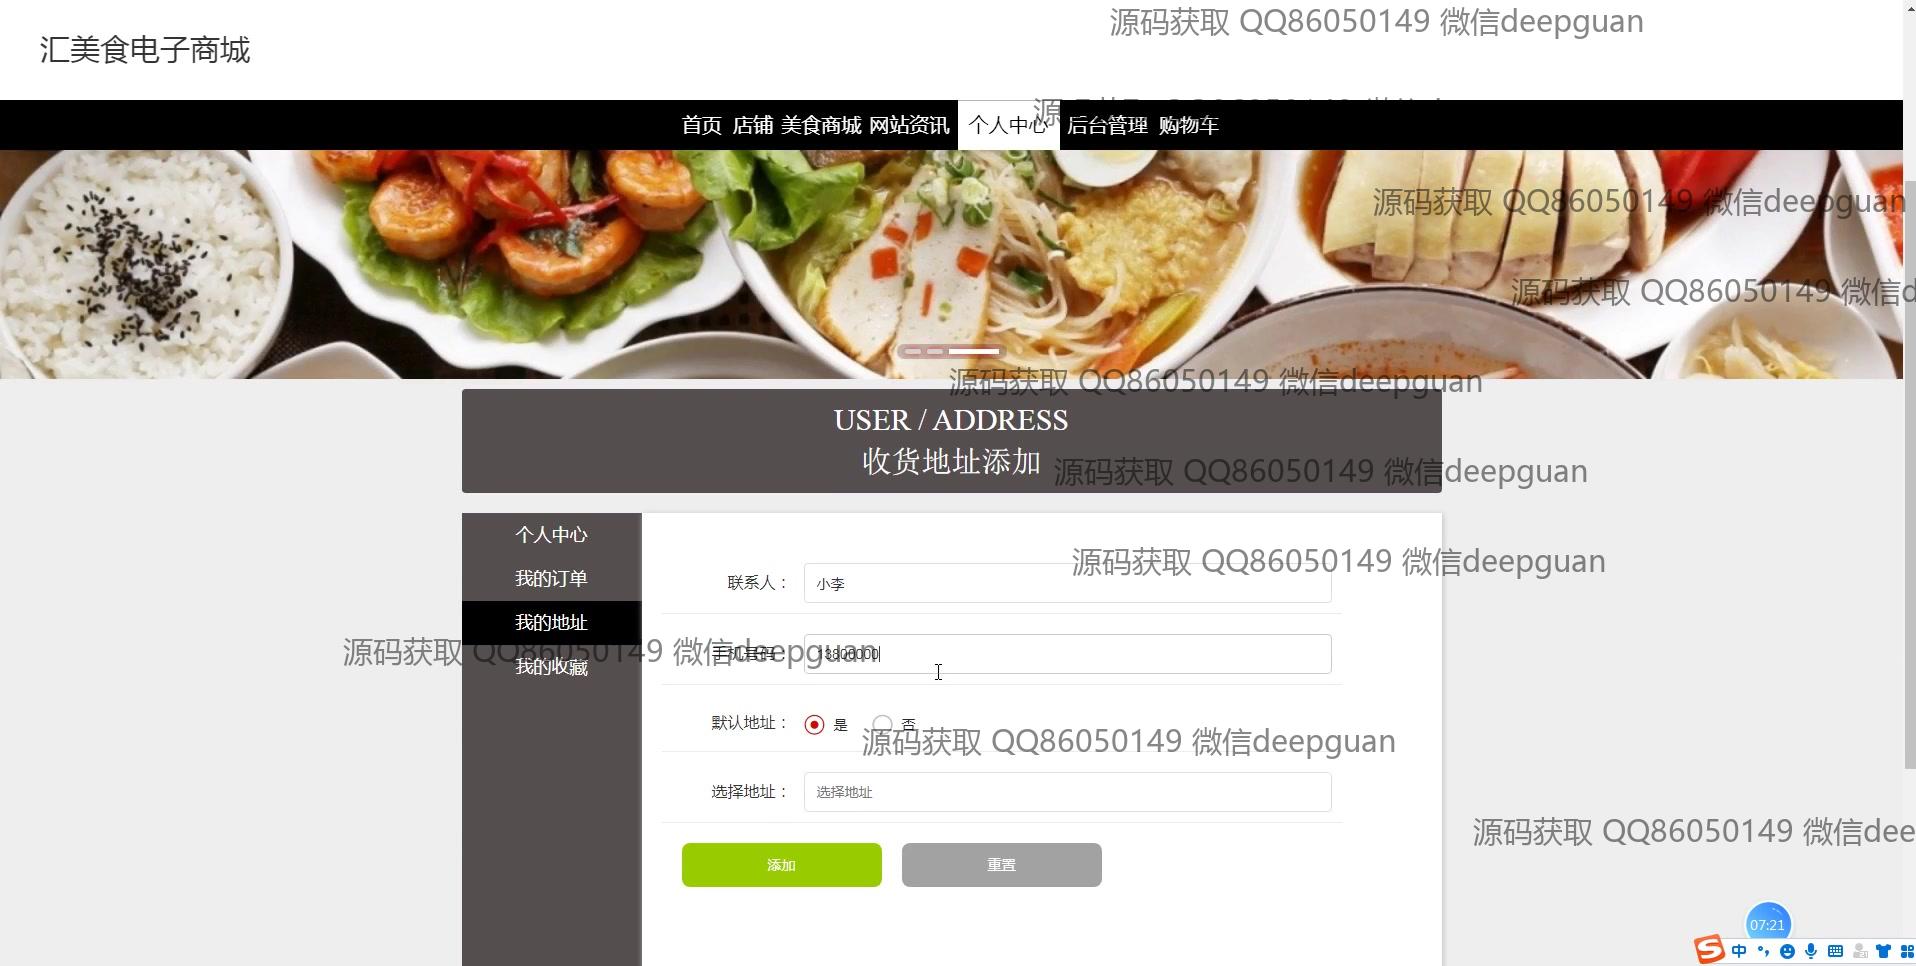 源码获取 QQ86050149 微信deepguan
汇美食电子商城
首页 店铺 美食商城 网站资讯 个人中心 后台管理 购物车
源码获取 QQ86050149 微信deepguan
源码获取 QQ86050149 微信d
源码获取 QQ86050149 微信deepguan
USER / ADDRESS
收货地址添加
源码获取 QQ86050149 微信deepguan
个人中心
我的订单
我的地址
我的收藏
源码获取 QQ86050149 微信deepguan
联系人： 小李
源码获取 QQ86050149 微信deepguan
手机号码 13800000
默认地址： 是 否
源码获取 QQ86050149 微信deepguan
选择地址： 选择地址
源码获取 QQ86050149 微信dee
添加 重置
07:21
中